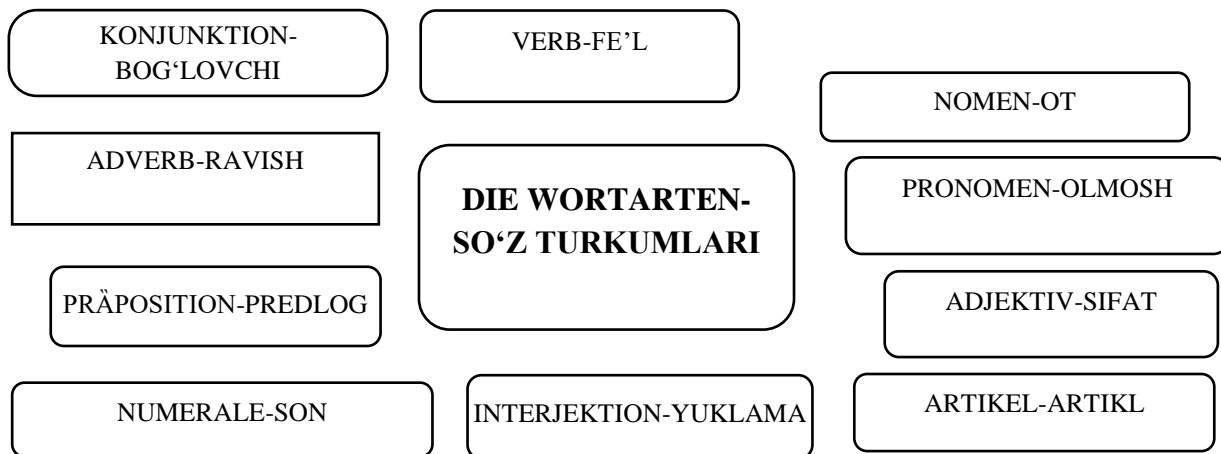 KONJUNKTION-
BOG‘LOVCHI
VERB-FE’L
NOMEN-OT
ADVERB-RAVISH
PRONOMEN-OLMOSH
DIE WORTARTEN-
SO‘Z TURKUMLARI
PRÄPOSITION-PREDLOG
ADJEKTIV-SIFAT
NUMERALE-SON
INTERJEKTION-YUKLAMA
ARTIKEL-ARTIKL